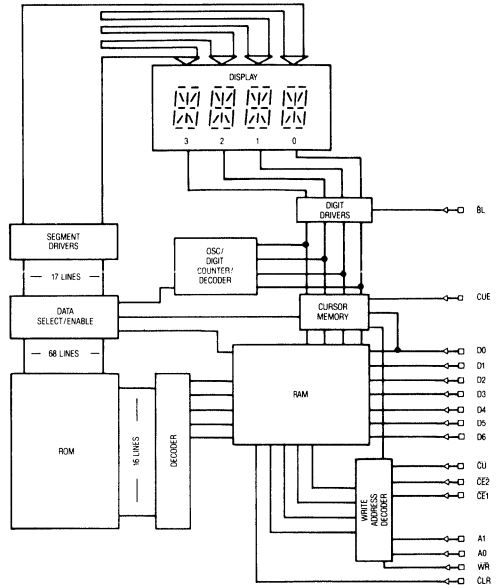 DISPLAY
3 2 1 0
DIGIT
DRIVERS
BL
SEGMENT
DRIVERS
OSC/
DIGIT
COUNTER/
DECODER
17 LINES
CUE
CURSOR
MEMORY
DATA
SELECT/ENABLE
68 LINES
D0
D1
D2
D3
D4
D5
D6
RAM
ROM
16 LINES
DECODER
WRITE
ADDRESS
DECODER
CU
CE2
CE1
A1
A0
WR
CLR